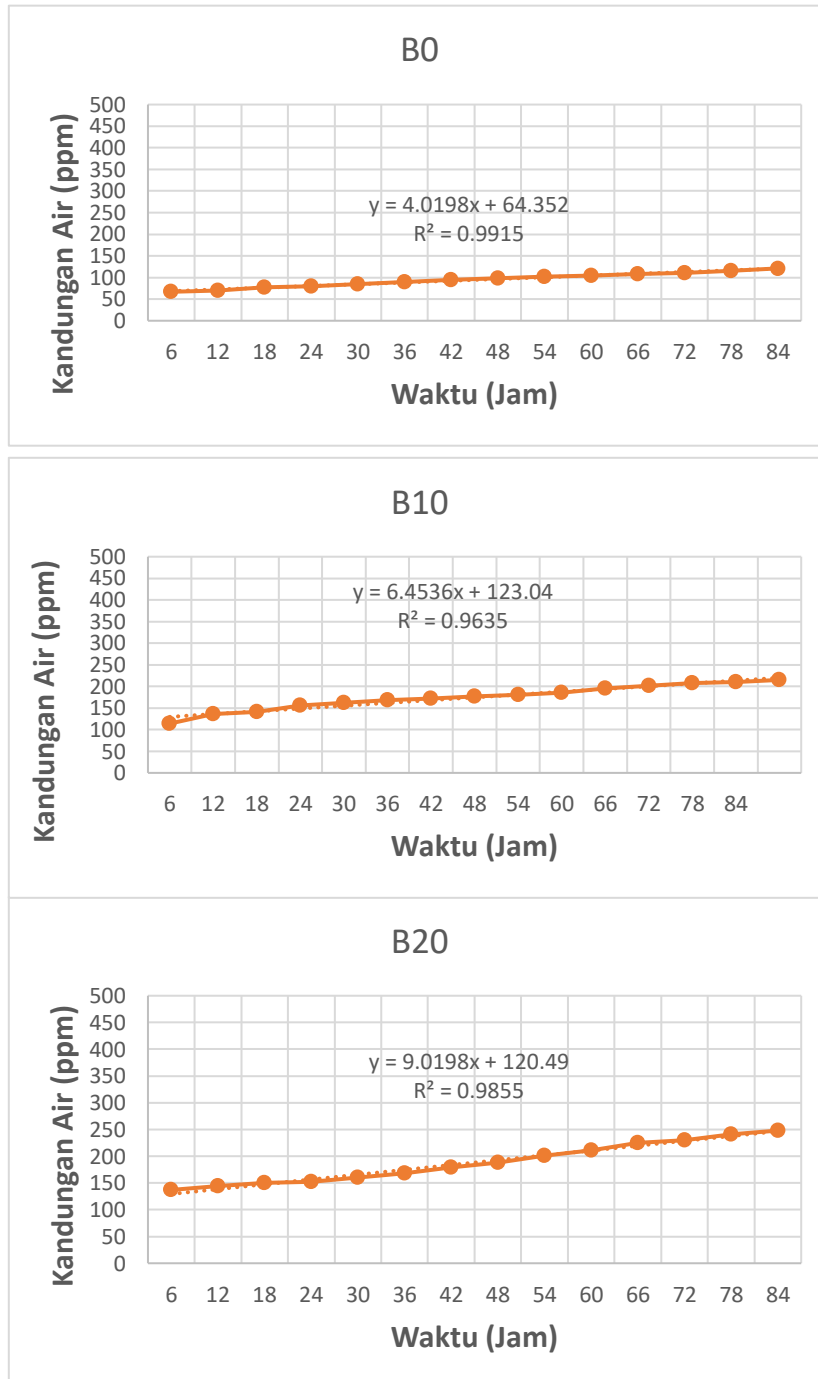 B0
Kandungan Air (ppm)
500
450
400
350
300
250
200
150
100
50
0
y = 4.0198x + 64.352
R² = 0.9915
6 12 18 24 30 36 42 48 54 60 66 72 78 84
Waktu (Jam)
B10
Kandungan Air (ppm)
500
450
400
350
300
250
200
150
100
50
0
y = 6.4536x + 123.04
R² = 0.9635
6 12 18 24 30 36 42 48 54 60 66 72 78 84
Waktu (Jam)
B20
Kandungan Air (ppm)
500
450
400
350
300
250
200
150
100
50
0
y = 9.0198x + 120.49
R² = 0.9855
6 12 18 24 30 36 42 48 54 60 66 72 78 84
Waktu (Jam)